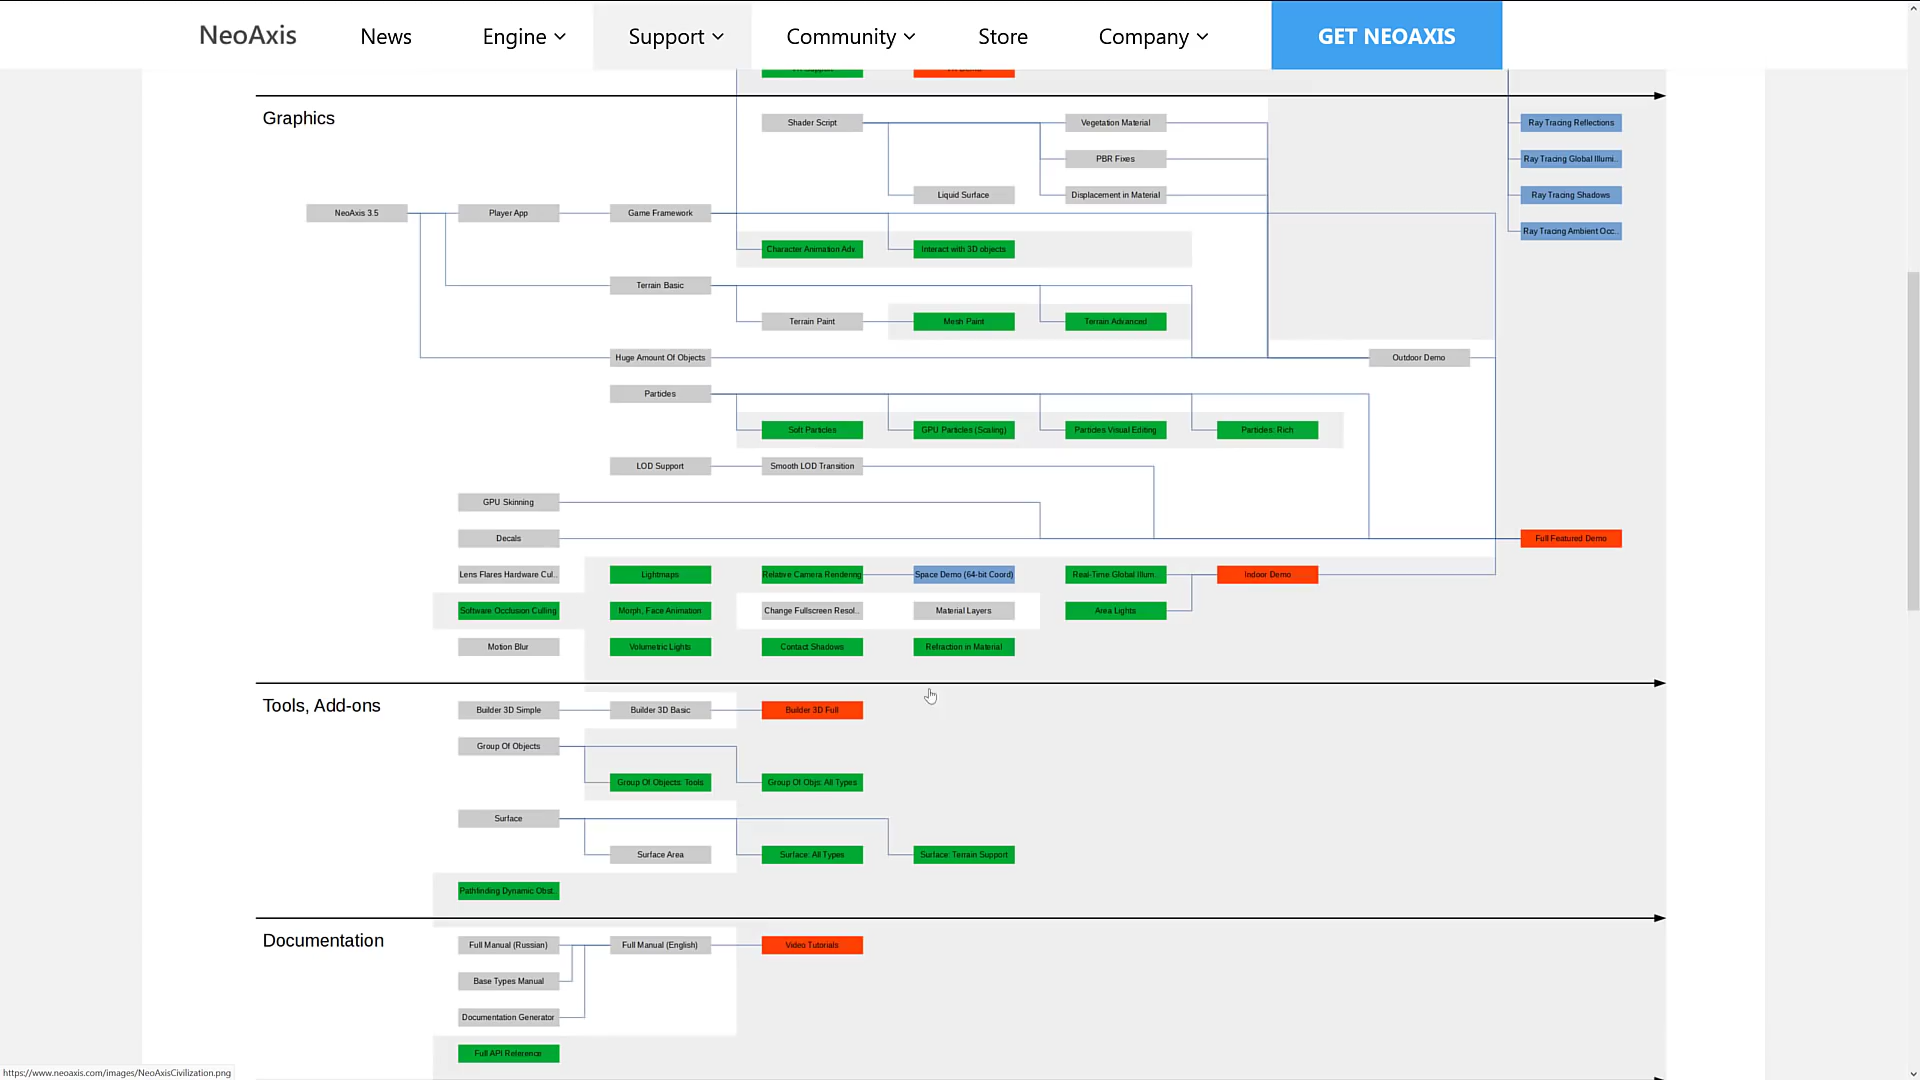 NeoAxis
News
Engine
Support
Community
Store
Company
GET NEOAXIS
Graphics
Shader Script
Vegetation Material
Ray Tracing Reflections
PBR Fixes
Ray Tracing Global Illumi..
Liquid Surface
Displacement in Material
Ray Tracing Shadows
NeoAxis 3.5
Player App
Game Framework
Ray Tracing Ambient Occ..
Character Animation Adv.
Interact with 3D objects
Terrain Basic
Terrain Paint
Mesh Paint
Terrain Advanced
Huge Amount Of Objects
Outdoor Demo
Particles
Soft Particles
GPU Particles (Scaling)
Particles Visual Editing
Particles: Rich
LOD Support
Smooth LOD Transition
GPU Skinning
Decals
Full Featured Demo
Lens Flares Hardware Cul..
Lightmaps
Relative Camera Rendering
Space Demo (64-bit Coord)
Real-Time Global Illum..
Indoor Demo
Software Occlusion Culling
Morph, Face Animation
Change Fullscreen Resol..
Material Layers
Area Lights
Motion Blur
Volumetric Lights
Contact Shadows
Refraction in Material
Tools, Add-ons
Builder 3D Simple
Builder 3D Basic
Builder 3D Full
Group Of Objects
Group Of Objects: Tools
Group Of Objs: All Types
Surface
Surface Area
Surface: All Types
Surface: Terrain Support
Pathfinding Dynamic Obst..
Documentation
Full Manual (Russian)
Full Manual (English)
Video Tutorials
Base Types Manual
Documentation Generator
Full API Reference
https://www.neoaxis.com/images/NeoAxisCivilization.png